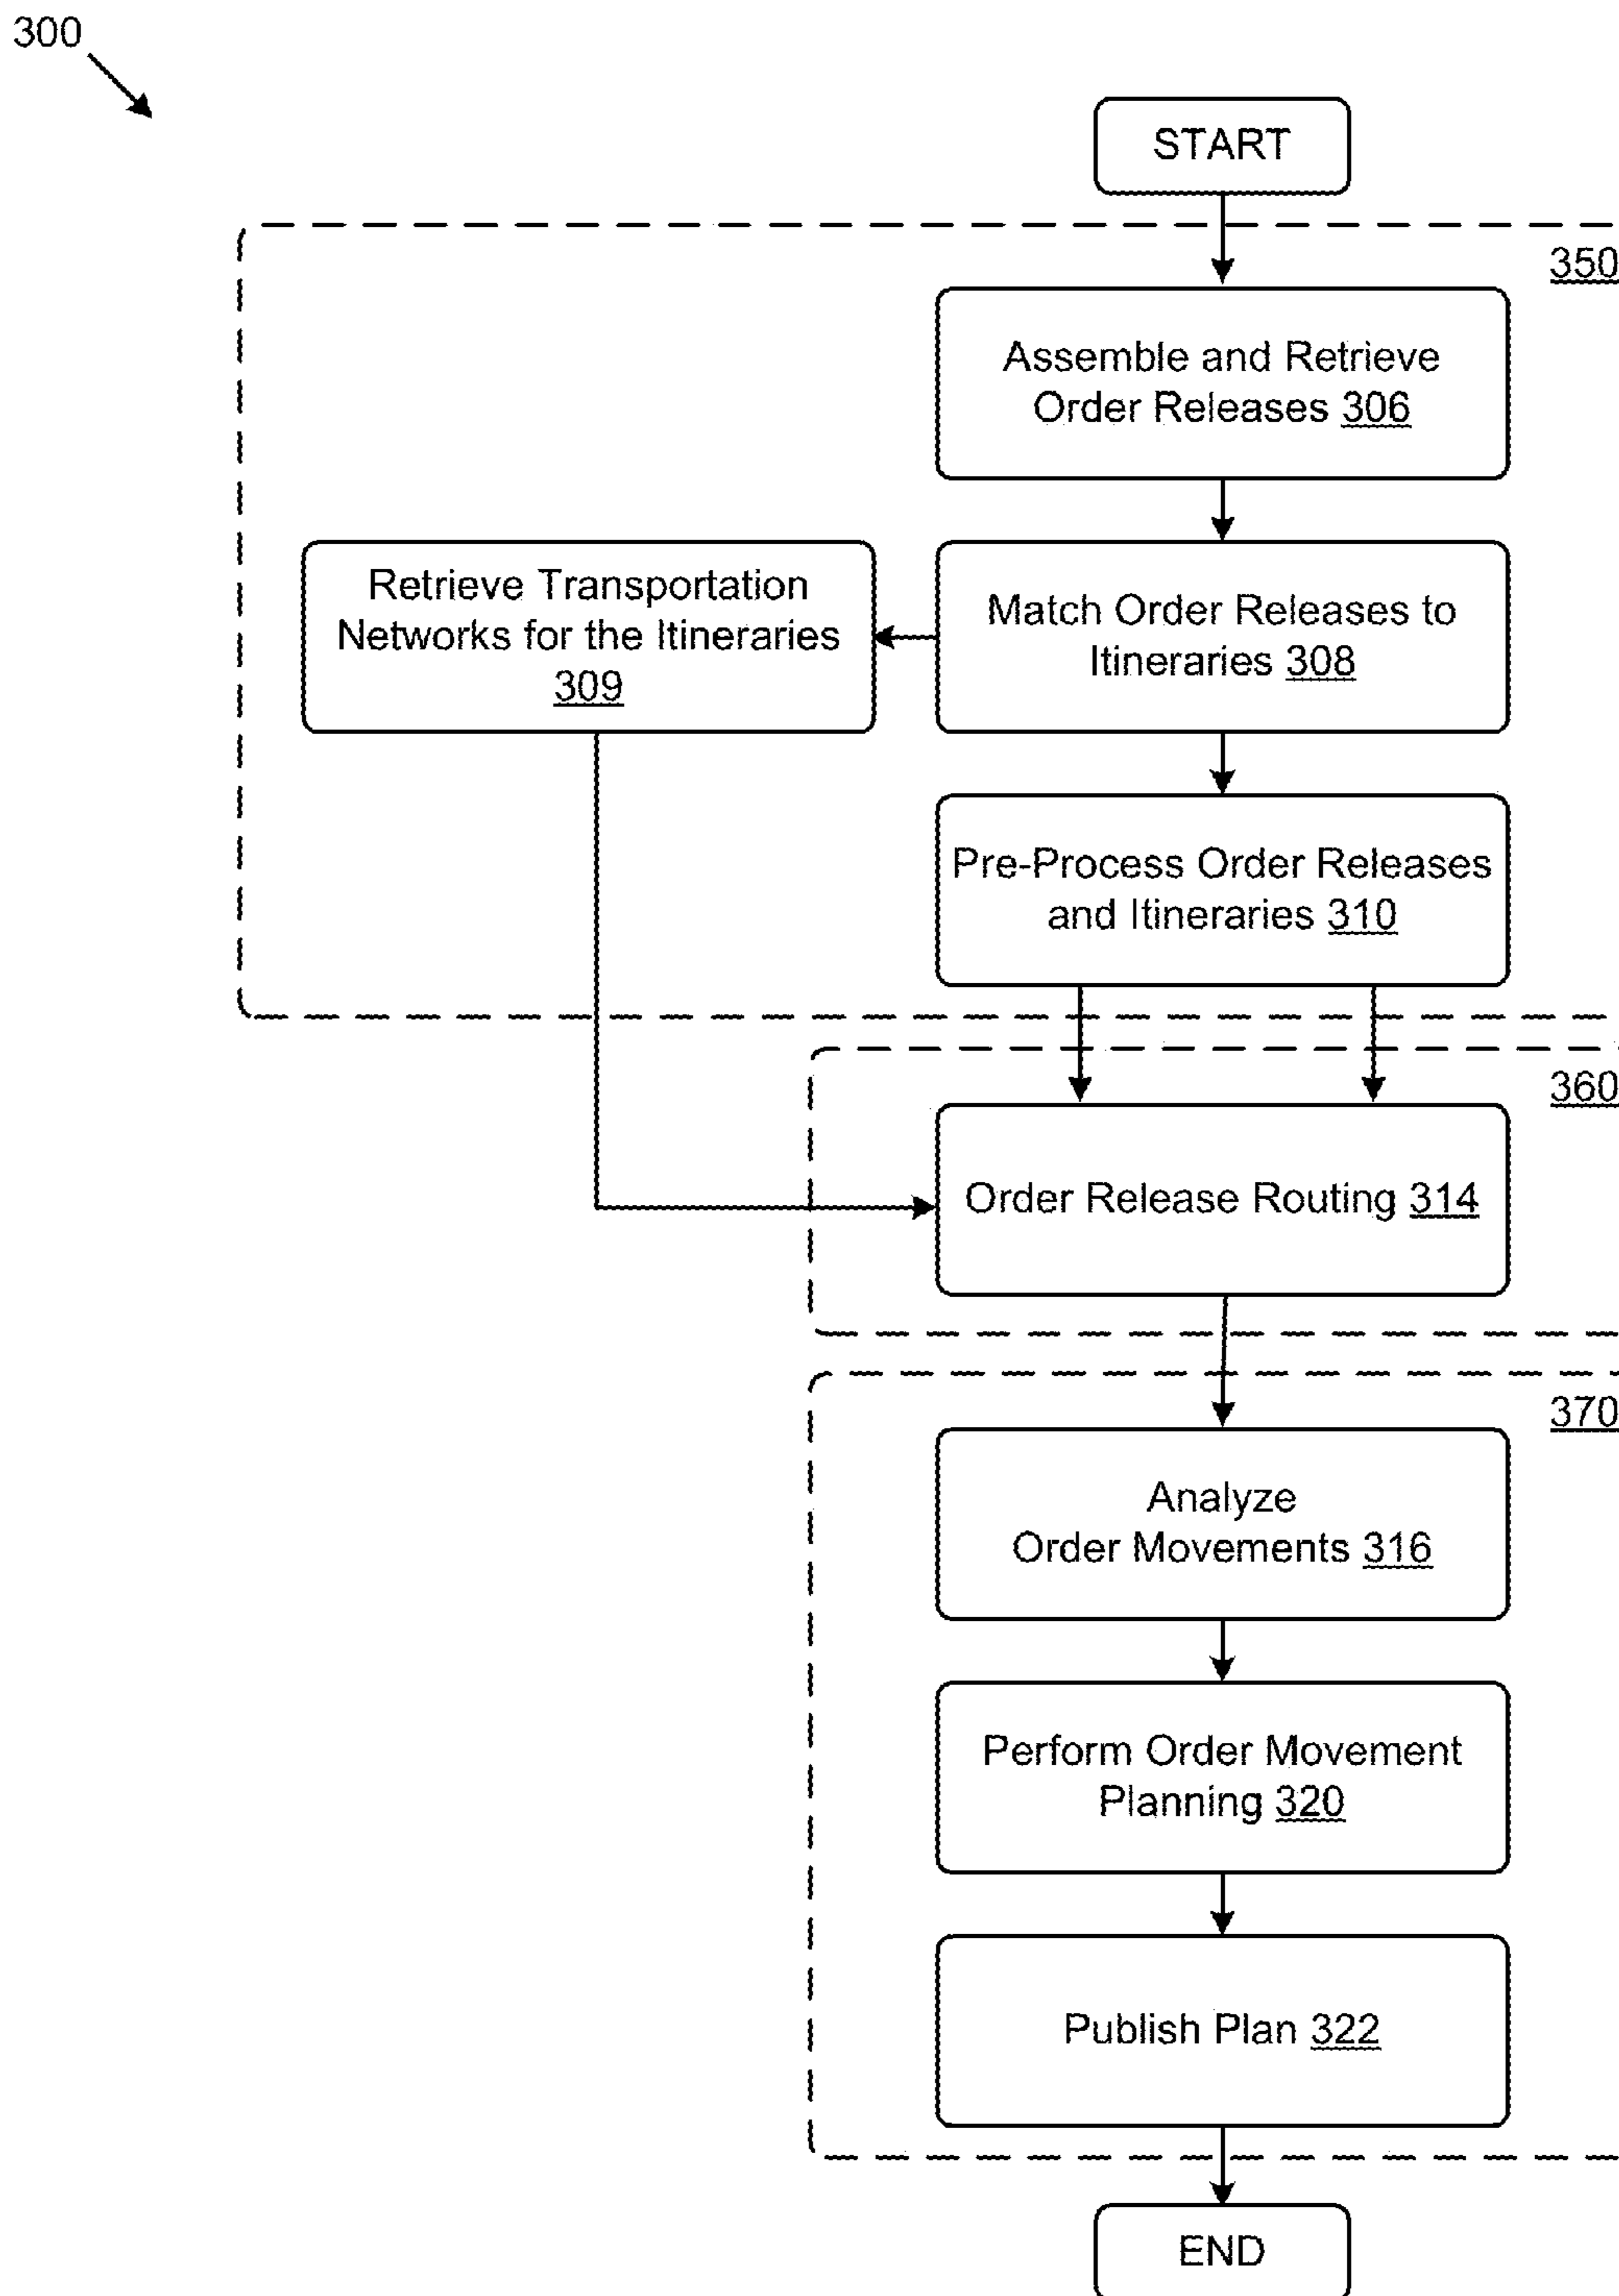 300
START
350
Assemble and Retrieve
Order Releases 306
Retrieve Transportation
Networks for the Itineraries
309
Match Order Releases to
Itineraries 308
Pre-Process Order Releases
and Itineraries 310
360
Order Release Routing 314
370
Analyze
Order Movements 316
Perform Order Movement
Planning 320
Publish Plan 322
END